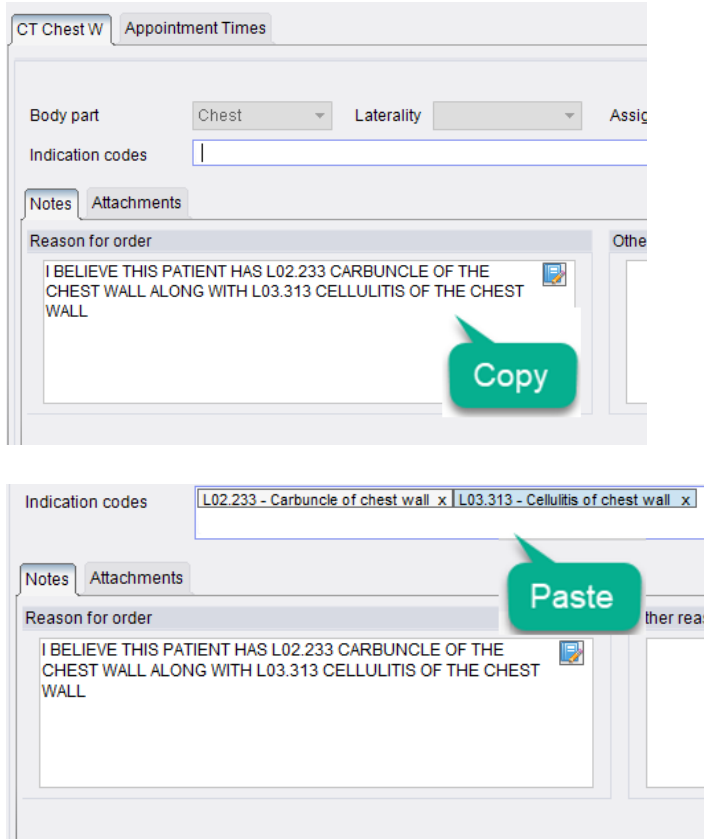 CT Chest W Appointment Times
Body part Chest Laterality Assig
Indication codes
Notes Attachments
Reason for order Othe
I BELIEVE THIS PATIENT HAS L02.233 CARBUNCLE OF THE
CHEST WALL ALONG WITH L03.313 CELLULITIS OF THE CHEST
WALL
Copy
Indication codes L02.233 - Carbuncle of chest wall x L03.313 - Cellulitis of chest wall x
Notes Attachments
Paste
Reason for order ther reas
I BELIEVE THIS PATIENT HAS L02.233 CARBUNCLE OF THE
CHEST WALL ALONG WITH L03.313 CELLULITIS OF THE CHEST
WALL